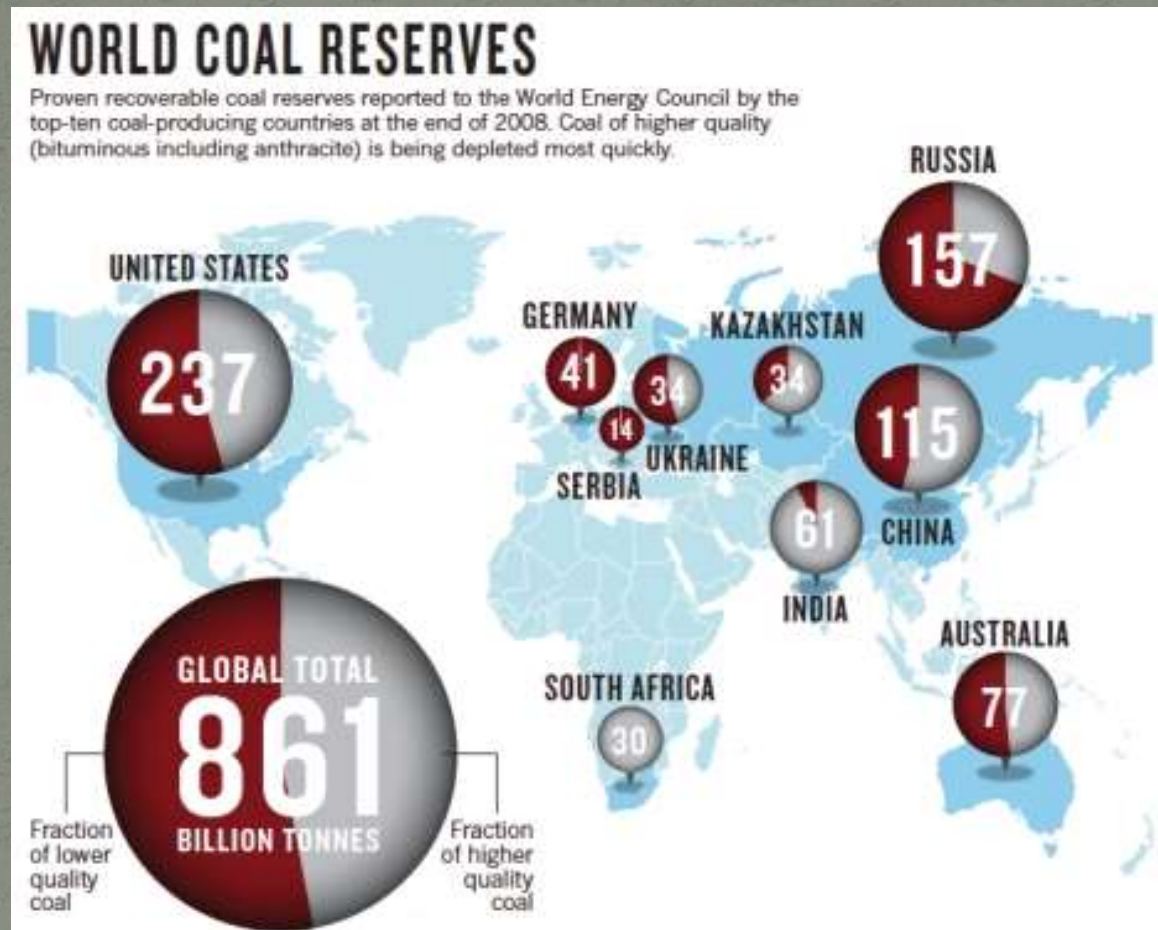 WORLD COAL RESERVES
Proven recoverable coal reserves reported to the World Energy Council by the
top-ten coal-producing countries at the end of 2008. Coal of higher quality
(bituminous including anthracite) is being depleted most quickly.
RUSSIA
157
UNITED STATES
237
GERMANY
41
KAZAKHSTAN
34
34
UKRAINE
14
SERBIA
115
CHINA
61
INDIA
AUSTRALIA
77
SOUTH AFRICA
30
GLOBAL TOTAL
861
BILLION TONNES
Fraction
of lower
quality
coal
Fraction
of higher
quality
coal